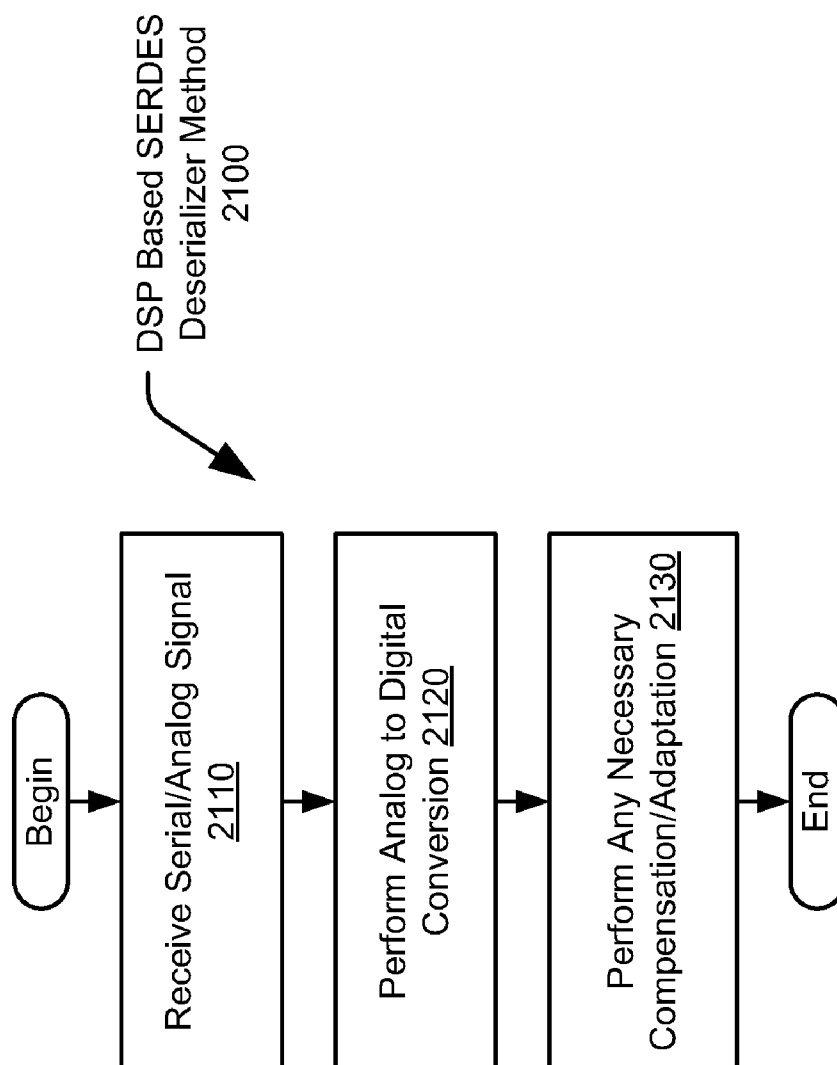 Begin
Receive Serial/Analog Signal
2110
Perform Analog to Digital
Conversion 2120
Perform Any Necessary
Compensation/Adaptation 2130
End
DSP Based SERDES
Deserializer Method
2100